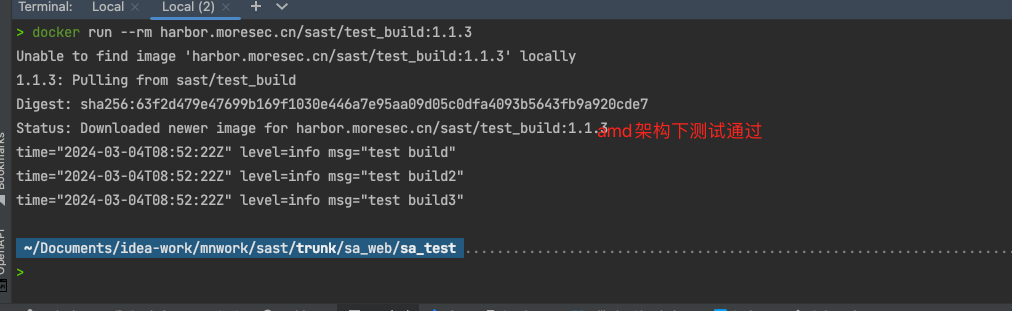 Terminal: Local × Local (2) × +
> docker run --rm harbor.moresec.cn/sast/test_build:1.1.3
Unable to find image 'harbor.moresec.cn/sast/test_build:1.1.3' locally
1.1.3: Pulling from sast/test_build
Digest: sha256:63f2d479e47699b169f1030e446a7e95aa09d05c0dfa4093b5643fb9a920cde7
Status: Downloaded newer image for harbor.moresec.cn/sast/test_build:1.1.3
amd架构下测试通过
time="2024-03-04T08:52:22Z" level=info msg="test build"
time="2024-03-04T08:52:22Z" level=info msg="test build2"
time="2024-03-04T08:52:22Z" level=info msg="test build3"
~/Documents/idea-work/mnwork/sast/trunk/sa_web/sa_test
>
Bookmarks
OpenAPI